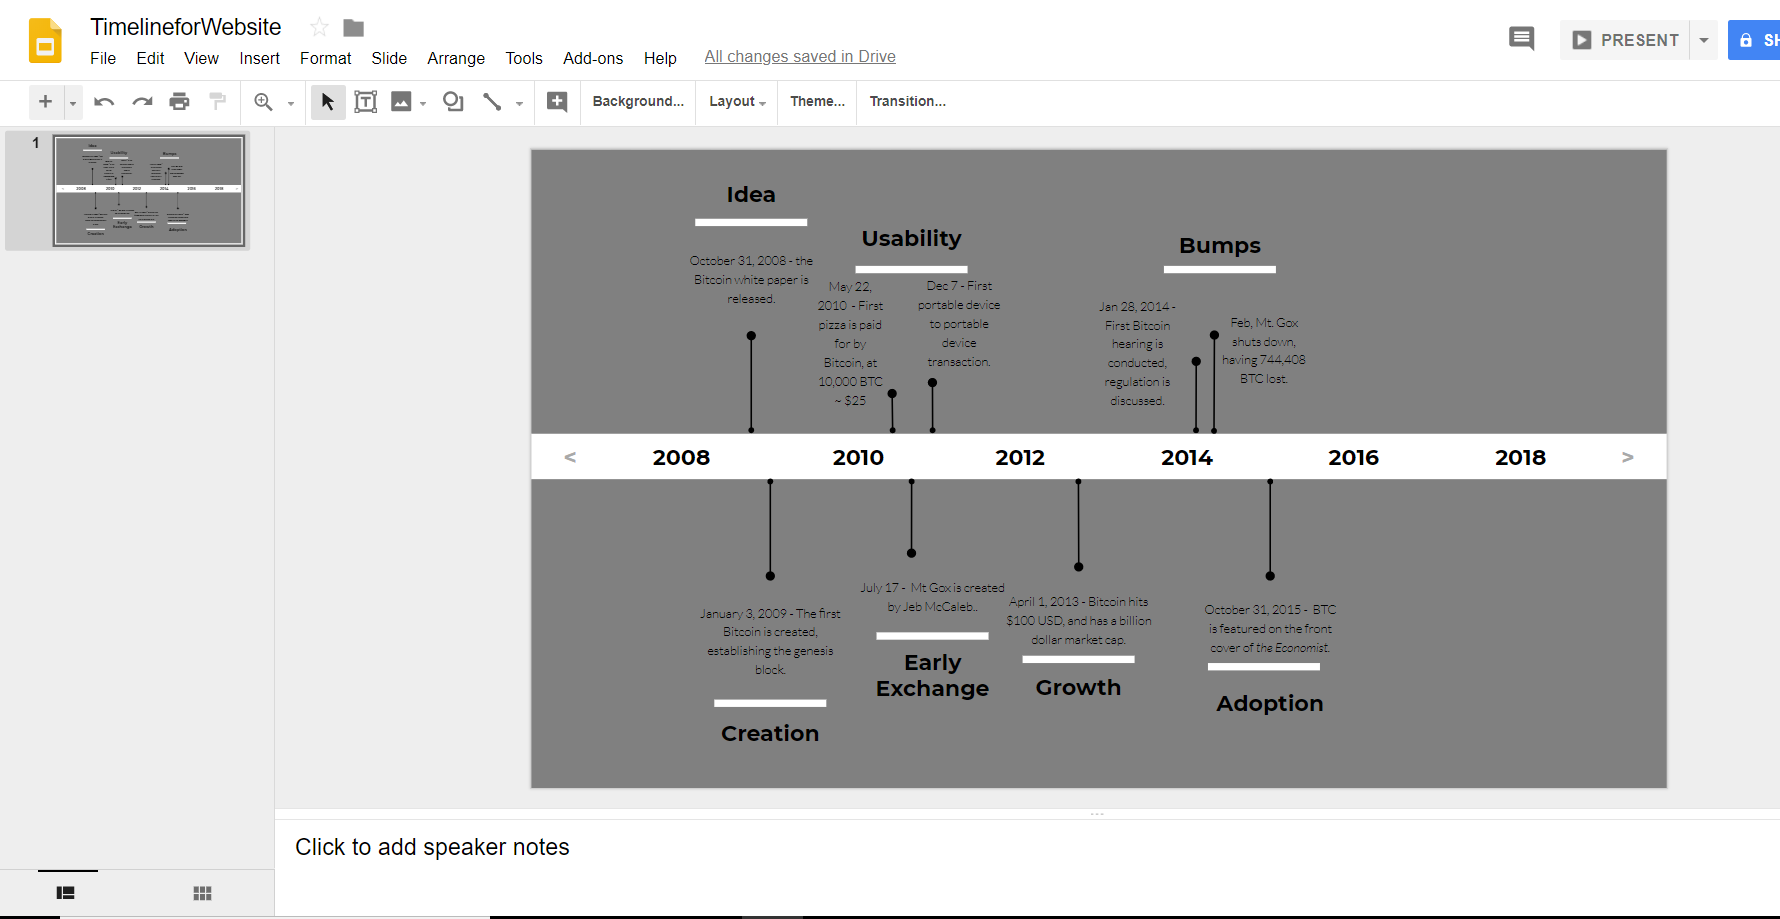 TimelineforWebsite
File Edit View Insert Format Slide Arrange Tools Add-ons Help All changes saved in Drive
PRESENT
SH
Background... Layout Theme... Transition...
1
Idea
October 31, 2008 - the
Bitcoin white paper is
released.
Usability
May 22,
2010 - First
pizza is paid
for by
Bitcoin, at
10,000 BTC
~ $25
Dec 7 - First
portable device
to portable
device
transaction.
Bumps
Jan 28, 2014 -
First Bitcoin
hearing is
conducted,
regulation is
discussed.
Feb, Mt. Gox
shuts down,
having 744,408
BTC lost.
< 2008 2010 2012 2014 2016 2018 >
January 3, 2009 - The first
Bitcoin is created,
establishing the genesis
block.
Creation
July 17 - Mt Gox is created
by Jeb McCaleb..
Early
Exchange
April 1, 2013 - Bitcoin hits
$100 USD, and has a billion
dollar market cap.
Growth
October 31, 2015 - BTC
is featured on the front
cover of the Economist.
Adoption
Click to add speaker notes